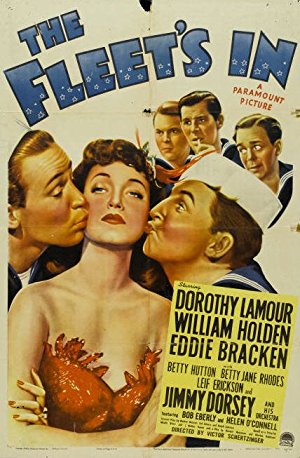 THE
FLEET'S IN
A
PARAMOUNT
PICTURE
Starring
DOROTHY LAMOUR
WILLIAM HOLDEN
EDDIE BRACKEN
BETTY HUTTON with BETTY JANE RHODES
LEIF ERICKSON and
JIMMY DORSEY AND HIS ORCHESTRA
featuring BOB EBERLY and HELEN O'CONNELL
DIRECTED BY VICTOR SCHERTZINGER